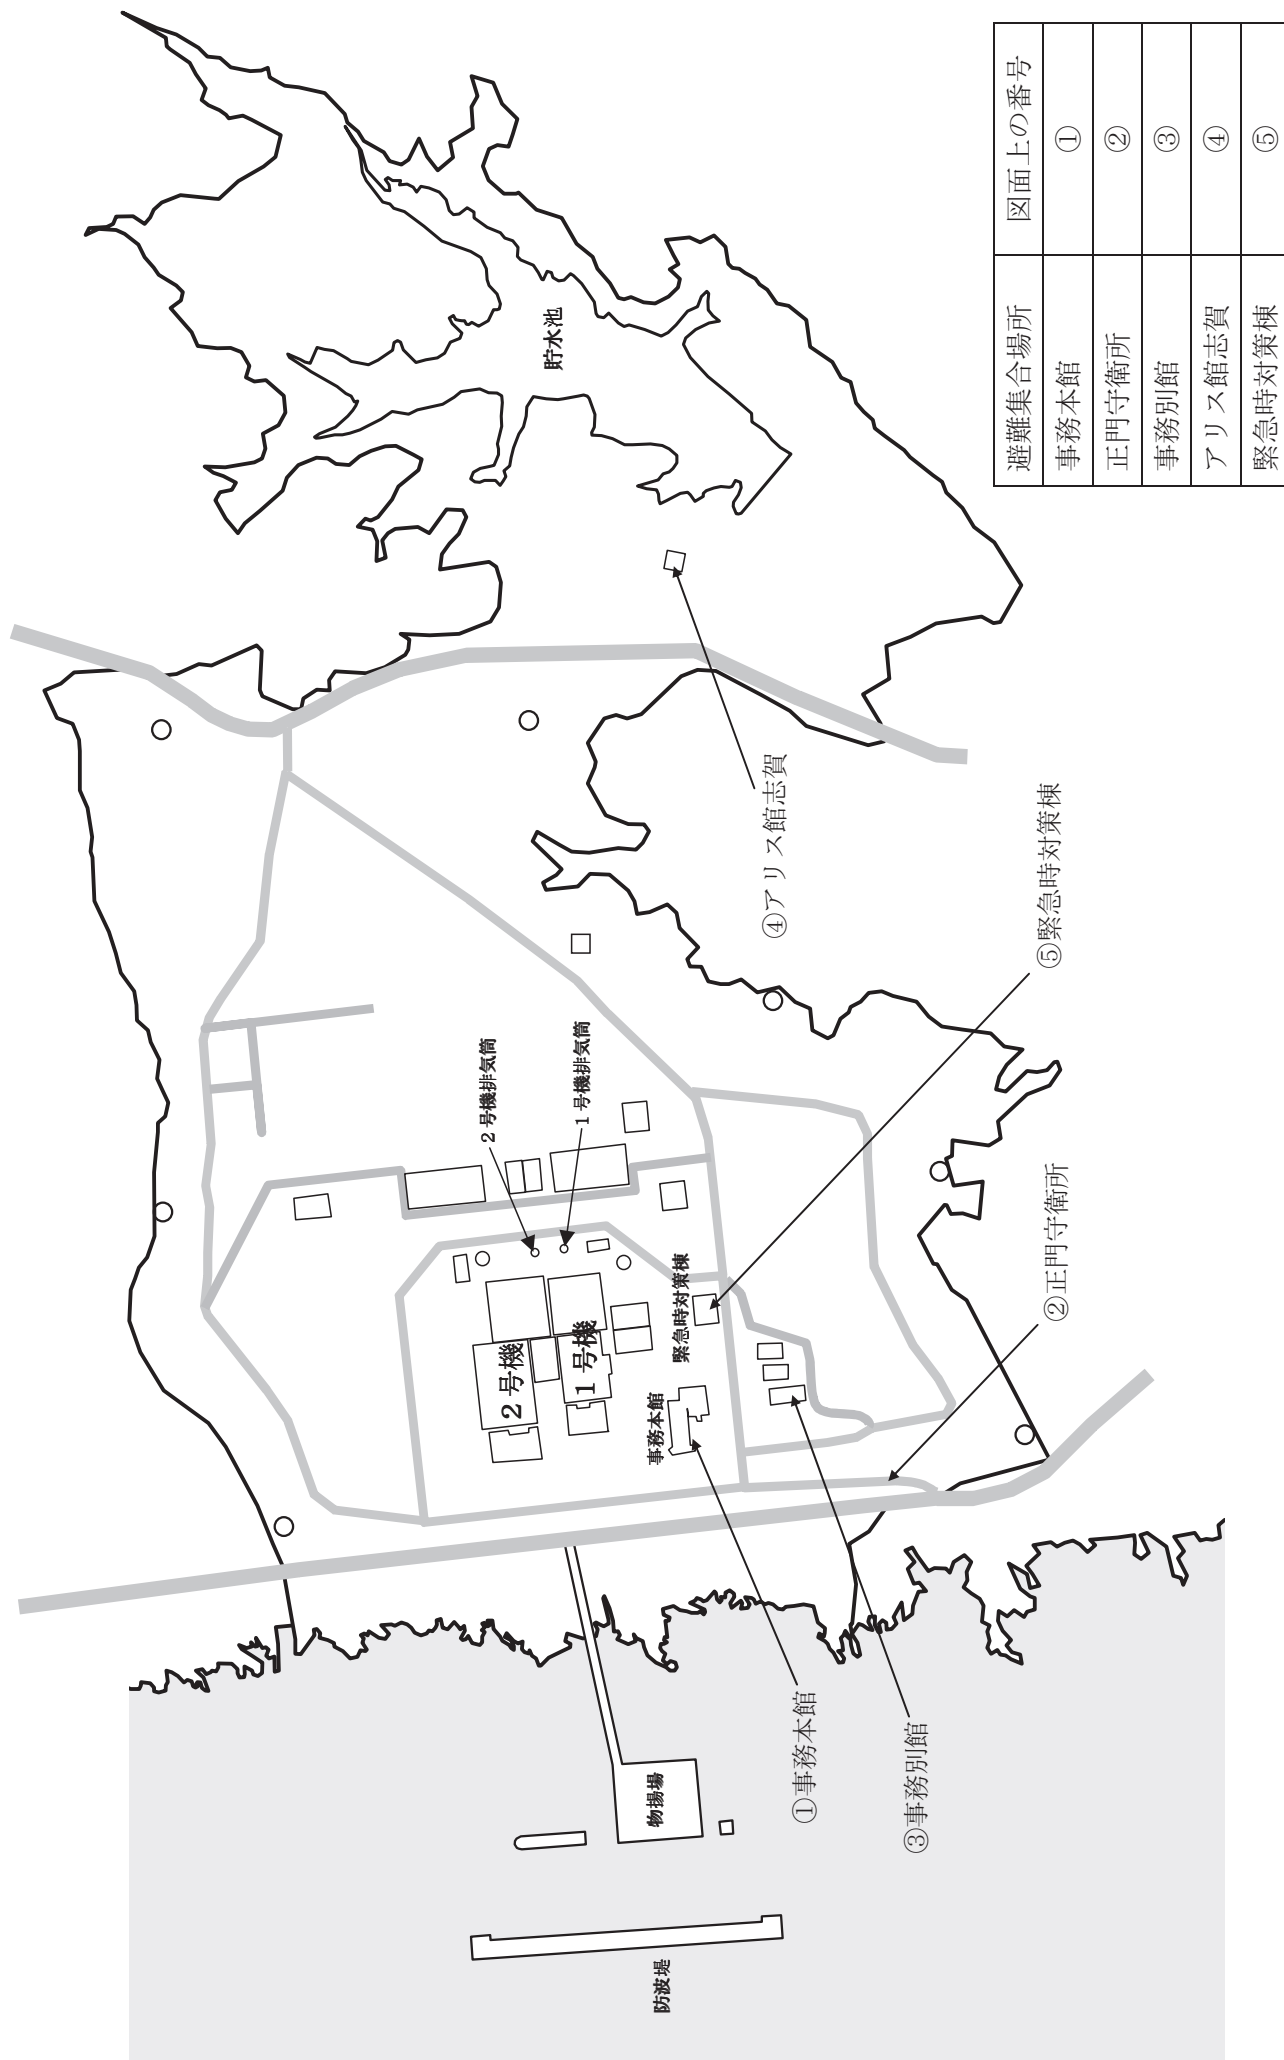 避難集合場所 図面上の番号
事務本館 ①
正門守衛所 ②
事務別館 ③
アリス館志賀 ④
緊急時対策棟 ⑤
貯水池
④アリス館志賀
⑤緊急時対策棟
2号機排気筒
1号機排気筒
②正門守衛所
緊急時対策棟
2号機
1号機
事務本館
①事務本館
③事務別館
物揚場
防波堤